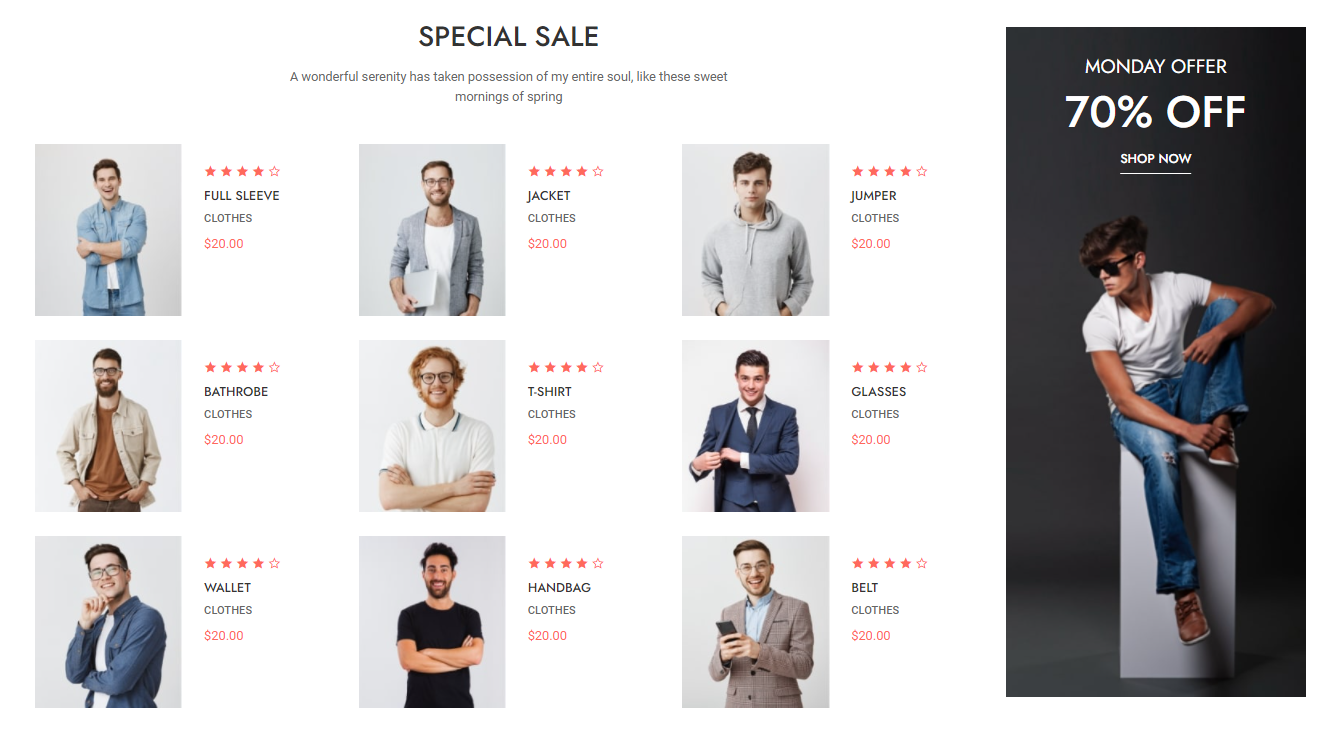 SPECIAL SALE
A wonderful serenity has taken possession of my entire soul, like these sweet
mornings of spring
FULL SLEEVE
CLOTHES
$20.00
JACKET
CLOTHES
$20.00
JUMPER
CLOTHES
$20.00
BATHROBE
CLOTHES
$20.00
T-SHIRT
CLOTHES
$20.00
GLASSES
CLOTHES
$20.00
WALLET
CLOTHES
$20.00
HANDBAG
CLOTHES
$20.00
BELT
CLOTHES
$20.00
MONDAY OFFER
70% OFF
SHOP NOW